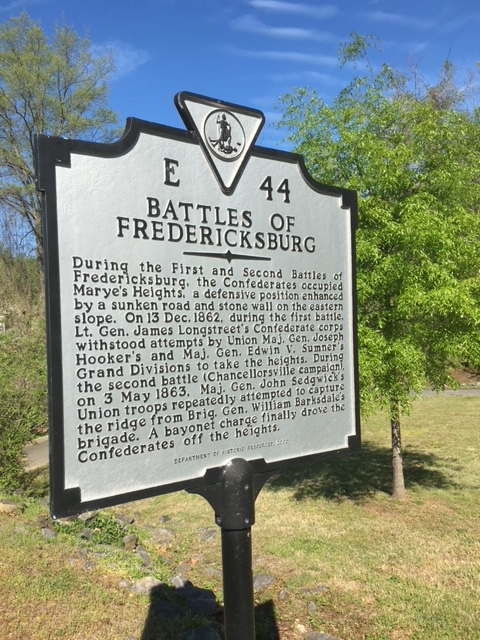 E 44
BATTLES OF
FREDERICKSBURG
During the First and Second Battles of
Fredericksburg, the Confederates occupied
Marye's Heights, a defensive position enhanced
by a sunken road and stone wall on the eastern
slope. On 13 Dec. 1862, during the first battle,
Lt. Gen. James Longstreet's Confederate corps
withstood attempts by Union Maj. Gen. Joseph
Hooker's and Maj. Gen. Edwin V. Sumner's
Grand Divisions to take the heights. During
the second battle (Chancellorsville campaign),
on 3 May 1863, Maj. Gen. John Sedgwick's
Union troops repeatedly attempted to capture
the ridge from Brig. Gen. William Barksdale's
brigade. A bayonet charge finally drove the
Confederates off the heights.
DEPARTMENT OF HISTORIC RESOURCES,